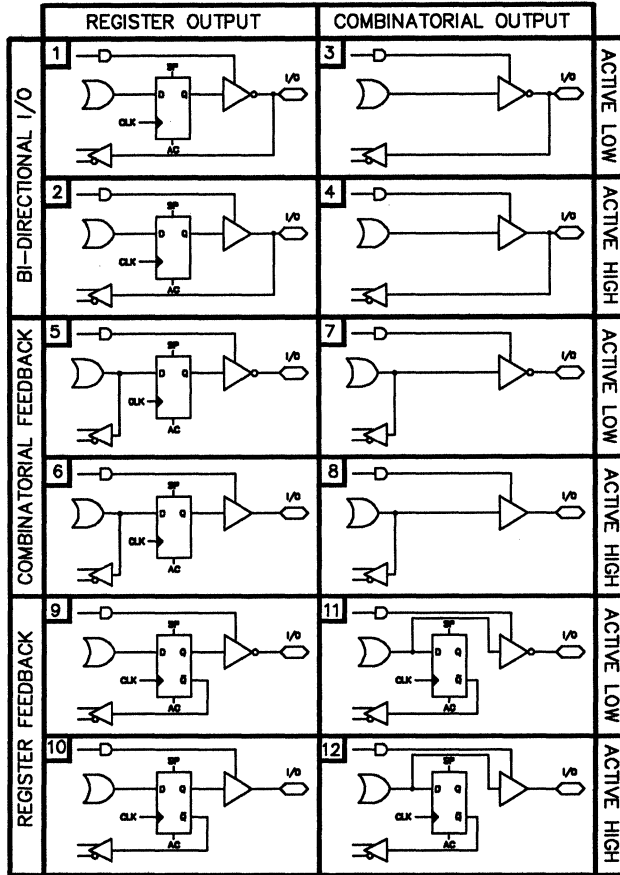 REGISTER OUTPUT
COMBINATORIAL OUTPUT
BI-DIRECTIONAL I/O
1
SP
I/O
D Q
CLK
AC
3
I/O
ACTIVE LOW
2
SP
I/O
D Q
CLK
AC
4
I/O
ACTIVE HIGH
COMBINATORIAL FEEDBACK
5
SP
I/O
D Q
CLK
AC
7
I/O
ACTIVE LOW
6
SP
I/O
D Q
CLK
AC
8
I/O
ACTIVE HIGH
REGISTER FEEDBACK
9
SP
I/O
D Q
CLK Q̅
AC
11
SP
I/O
D Q
CLK Q̅
AC
ACTIVE LOW
10
SP
I/O
D Q
CLK Q̅
AC
12
SP
I/O
D Q
CLK Q̅
AC
ACTIVE HIGH